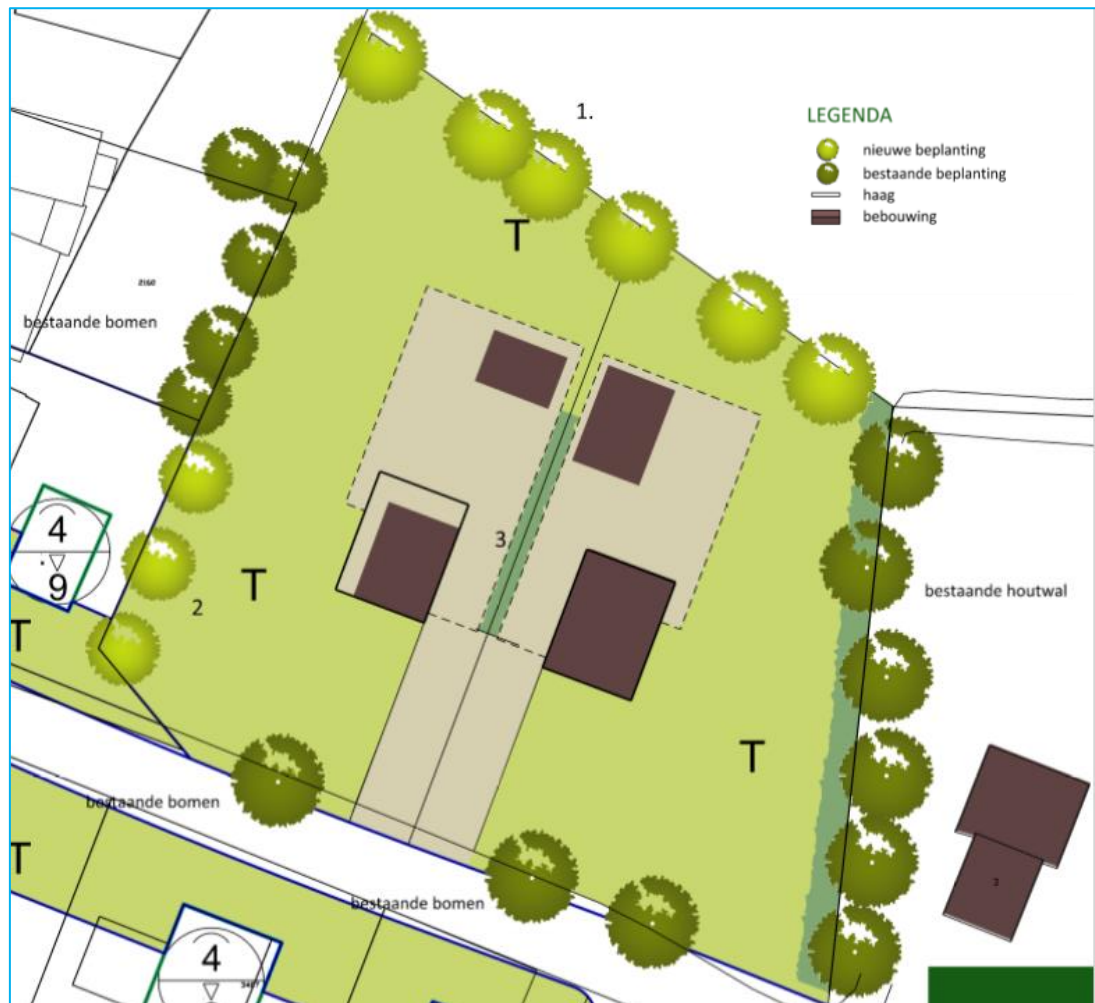 1.
LEGENDA
nieuwe beplanting
bestaande beplanting
haag
bebouwing
T
bestaande bomen
4
9
3
T
2
T
bestaande houtwal
T
bestaande bomen
T
3
bestaande bomen
4